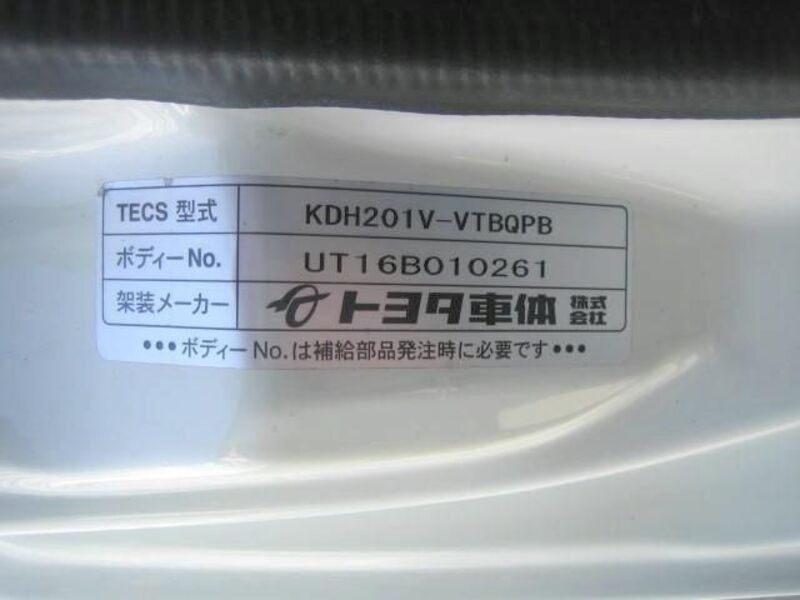 TECS 型式 KDH201V-VTBQPB
ボディーNo. UT16B010261
架装メーカー トヨタ車体 株式会社
•••ボディーNo.は補給部品発注時に必要です•••